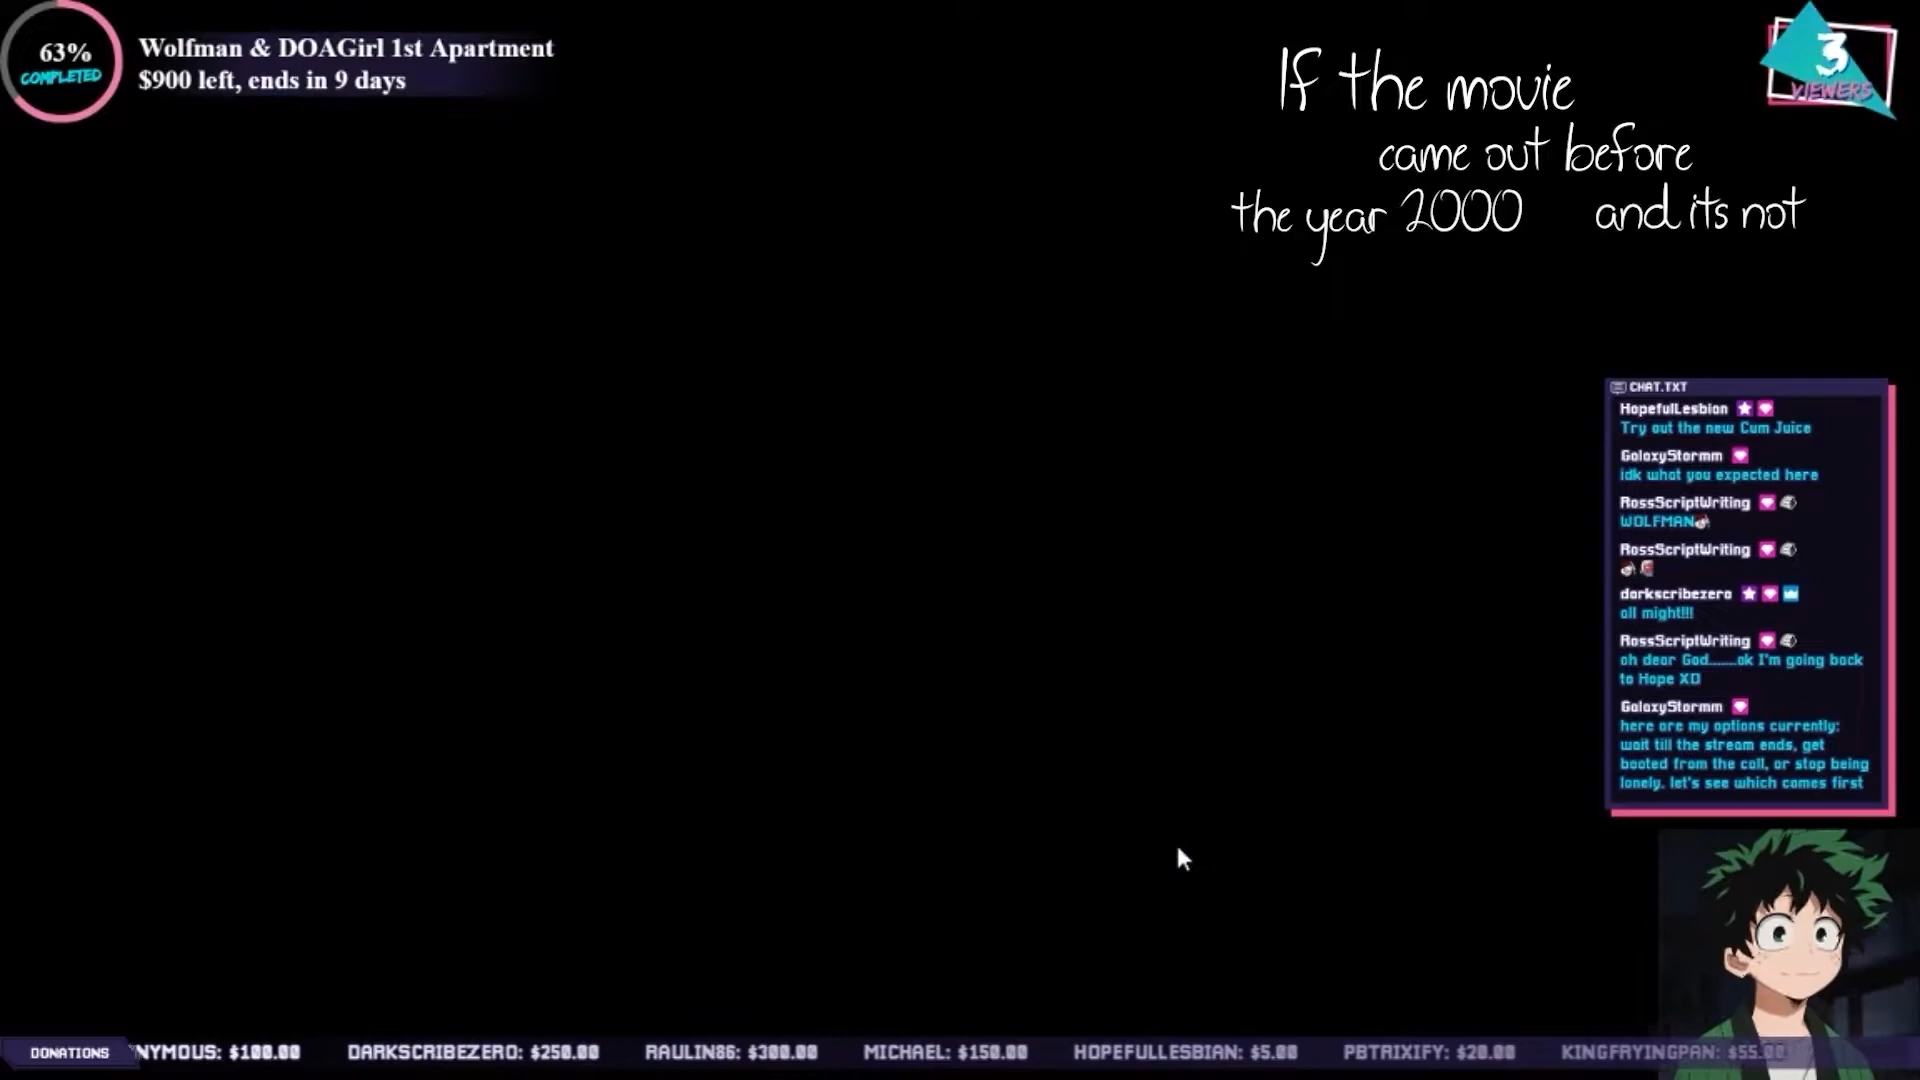 63%
COMPLETED
Wolfman & DOAGirl 1st Apartment
$900 left, ends in 9 days
If the movie
came out before
the year 2000 and its not
3
VIEWERS
CHAT.TXT
HopefulLesbian
Try out the new Cum Juice
GalaxyStormm
idk what you expected here
RossScriptWriting
WOLFMAN
RossScriptWriting
darkscribezero
all might!!!
RossScriptWriting
oh dear God.......ok I'm going back
to Hope XD
GalaxyStormm
here are my options currently:
wait till the stream ends, get
booted from the call, or stop being
lonely. let's see which comes first
DONATIONS NYMOUS: $100.00 DARKSCRIBEZERO: $250.00 RAULIN86: $300.00 MICHAEL: $150.00 HOPEFULLESBIAN: $5.00 PBTRIXIFY: $20.00 KINGFRYINGPAN: $55.00